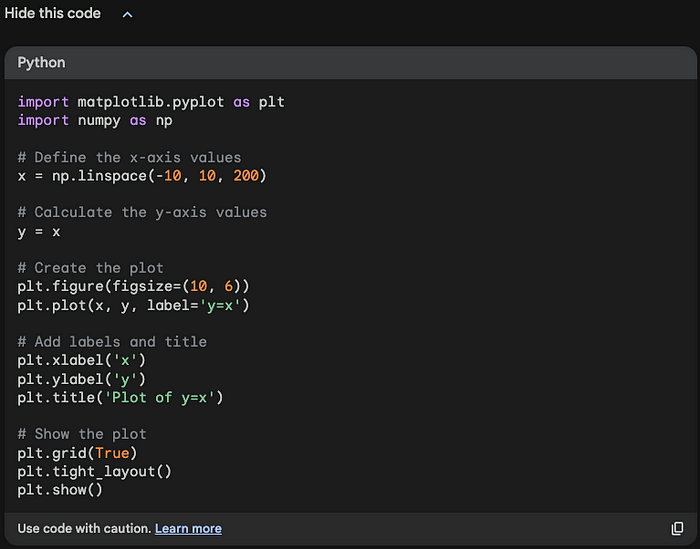 Hide this code
Python
import matplotlib.pyplot as plt
import numpy as np
# Define the x-axis values
x = np.linspace(-10, 10, 200)
# Calculate the y-axis values
y = x
# Create the plot
plt.figure(figsize=(10, 6))
plt.plot(x, y, label='y=x')
# Add labels and title
plt.xlabel('x')
plt.ylabel('y')
plt.title('Plot of y=x')
# Show the plot
plt.grid(True)
plt.tight_layout()
plt.show()
Use code with caution. Learn more